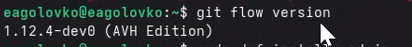 eagolovko@eagolovko:~$ git flow version
1.12.4-dev0 (AVH Edition)